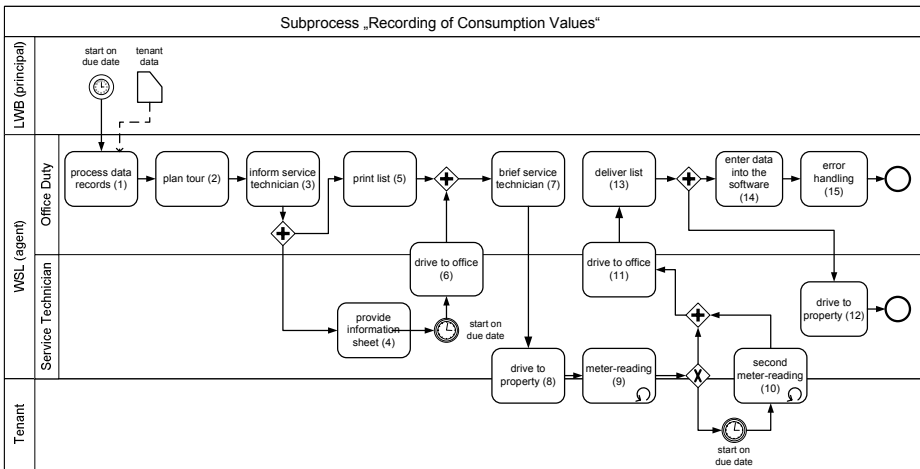 Subprocess „Recording of Consumption Values“
LWB (principal)
start on
due date
tenant
data
WSL (agent)
Office Duty
process data
records (1)
plan tour (2)
inform service
technician (3)
print list (5)
brief service
technician (7)
deliver list
(13)
enter data
into the
software
(14)
error
handling
(15)
drive to office
(6)
drive to office
(11)
Service Technician
provide
information
sheet (4)
start on
due date
drive to
property (12)
drive to
property (8)
meter-reading
(9)
second
meter-reading
(10)
Tenant
start on
due date